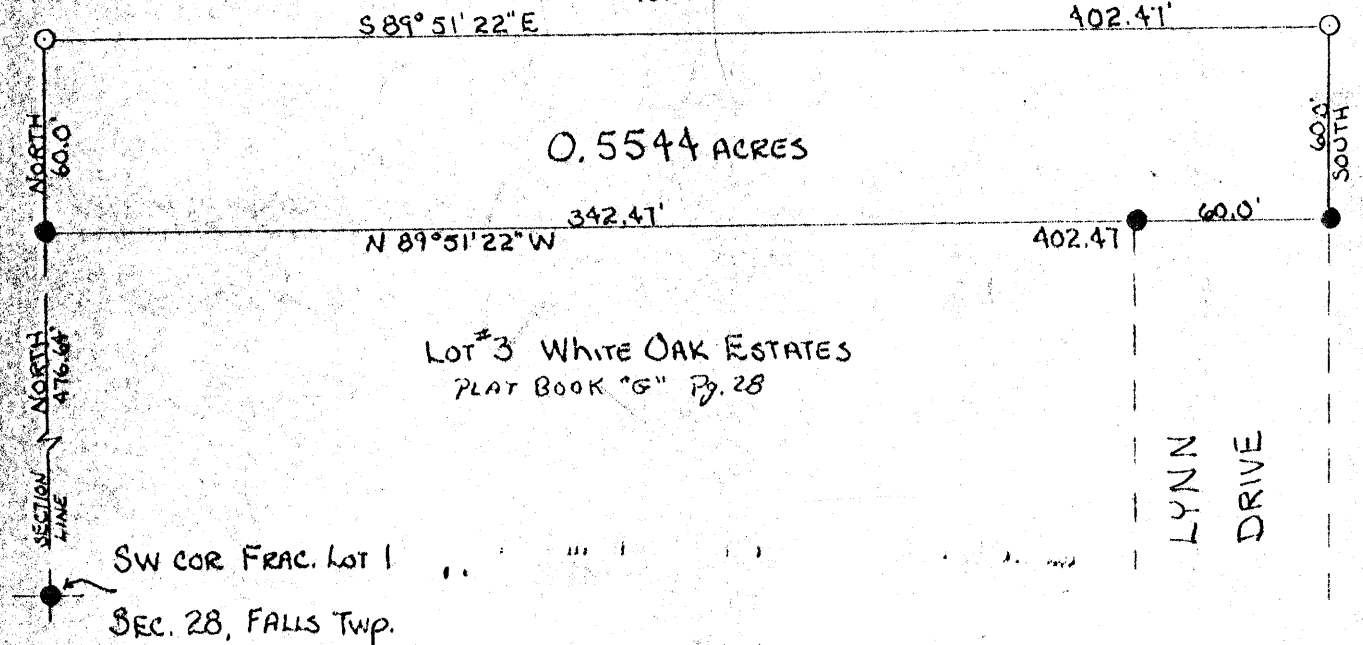 S 89° 51' 22" E
402.47'
NORTH
60.0'
60.0'
SOUTH
0.5544 ACRES
342.47'
60.0'
N 89°51'22" W
402.47
NORTH
476.64'
LOT #3 WHITE OAK ESTATES
PLAT BOOK "G" Pg. 28
SECTION
LINE
LYNN
DRIVE
SW COR FRAC. LOT 1
SEC. 28, FALLS TWP.